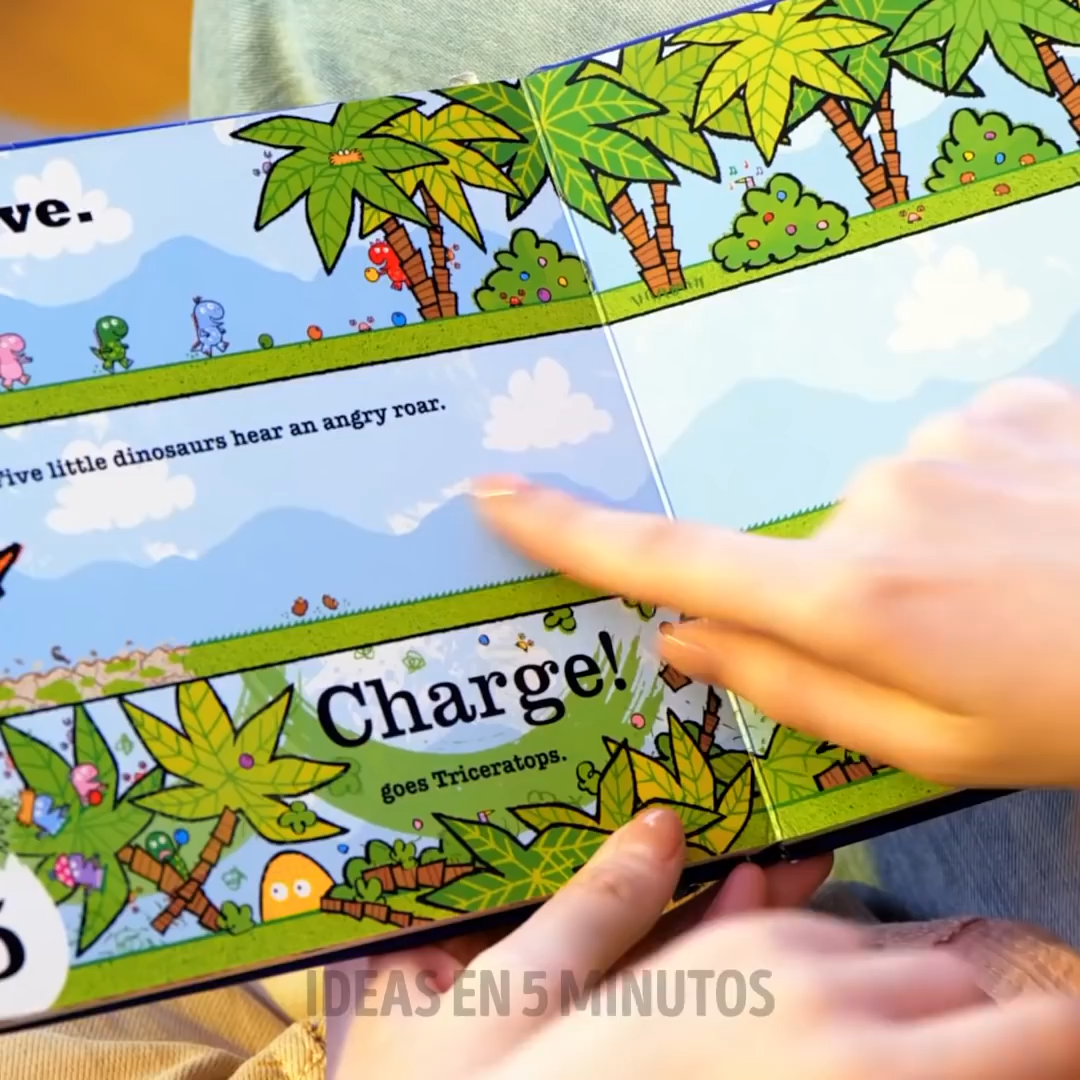 ve.
Five little dinosaurs hear an angry roar.
Charge!
goes Triceratops.
IDEAS EN 5 MINUTOS